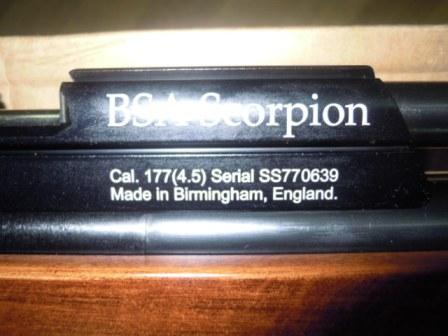 BSA Scorpion
Cal. 177(4.5) Serial SS770639
Made in Birmingham, England.